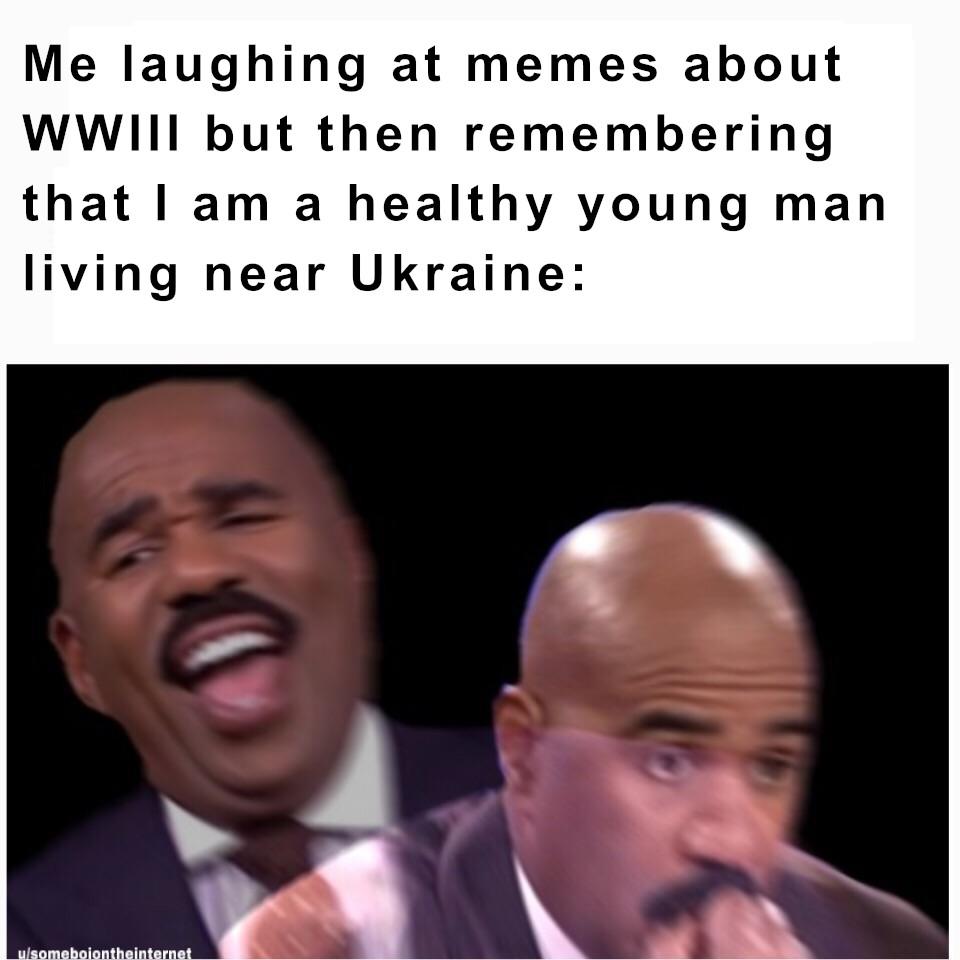 Me laughing at memes about
WWIII but then remembering
that I am a healthy young man
living near Ukraine:
u/someboiontheinternet